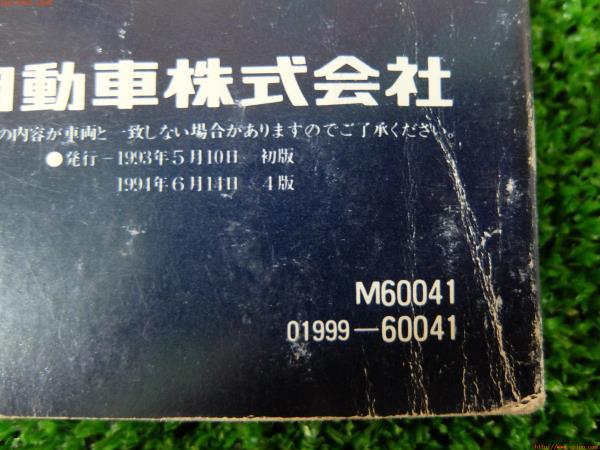 自動車株式会社
の内容が車両と一致しない場合がありますのでご了承ください。
●発行－1993年5月10日 初版
1994年6月14日 4版
M60041
01999－60041